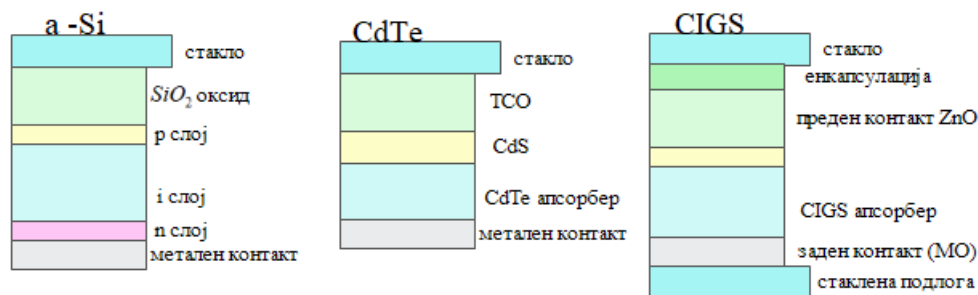 a -Si
стакло
SiO₂ оксид
p слој
i слој
n слој
метален контакт
CdTe
стакло
TCO
CdS
CdTe апсорбер
метален контакт
CIGS
стакло
енкапсулација
преден контакт ZnO
CIGS апсорбер
заден контакт (MO)
стаклена подлога